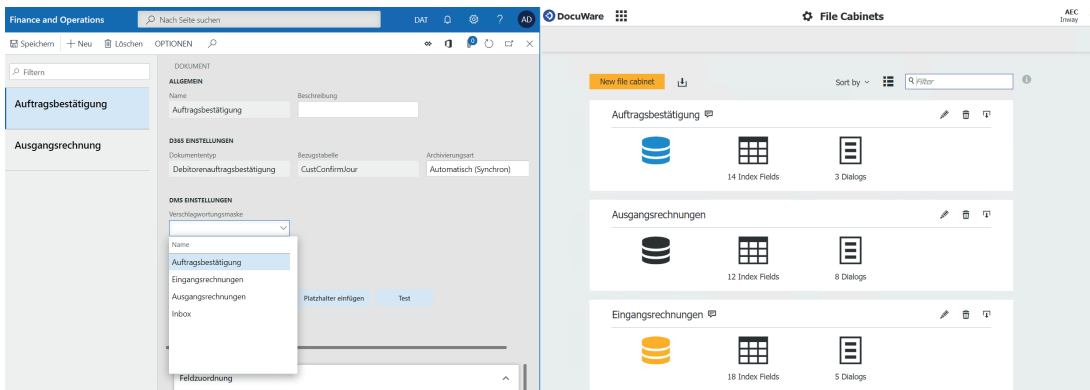 Finance and Operations
Nach Seite suchen
DAT
?
AD
Speichern
Neu
Löschen
OPTIONEN
0
Filtern
Auftragsbestätigung
Ausgangsrechnung
DOKUMENT
ALLGEMEIN
Name
Beschreibung
Auftragsbestätigung
D365 EINSTELLUNGEN
Dokumententyp
Bezugstabelle
Archivierungsart
Debitorenauftragsbestätigung
CustConfirmJour
Automatisch (Synchron)
DMS EINSTELLUNGEN
Verschlagwortungsmaske
Name
Auftragsbestätigung
Eingangsrechnungen
Ausgangsrechnungen
Inbox
Platzhalter einfügen
Test
Feldzuordnung
DocuWare
File Cabinets
AEC
Inway
New file cabinet
Sort by
Filter
Auftragsbestätigung
14 Index Fields
3 Dialogs
Ausgangsrechnungen
12 Index Fields
8 Dialogs
Eingangsrechnungen
18 Index Fields
5 Dialogs